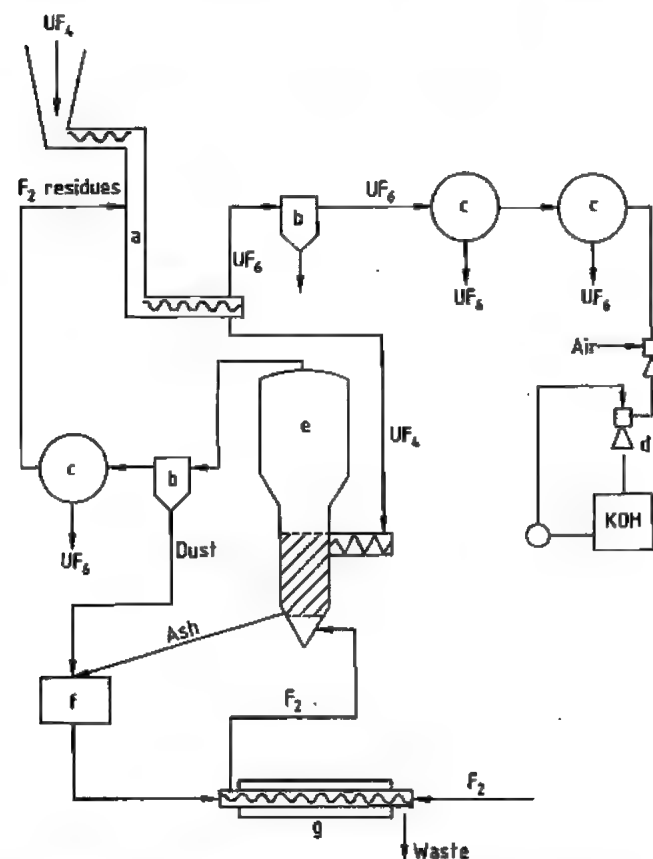 UF₄
F₂ residues
a
UF₆
b
UF₆
c
c
UF₆
UF₆
Air
d
KOH
e
UF₄
c
b
UF₆
Dust
Ash
f
F₂
F₂
g
Waste